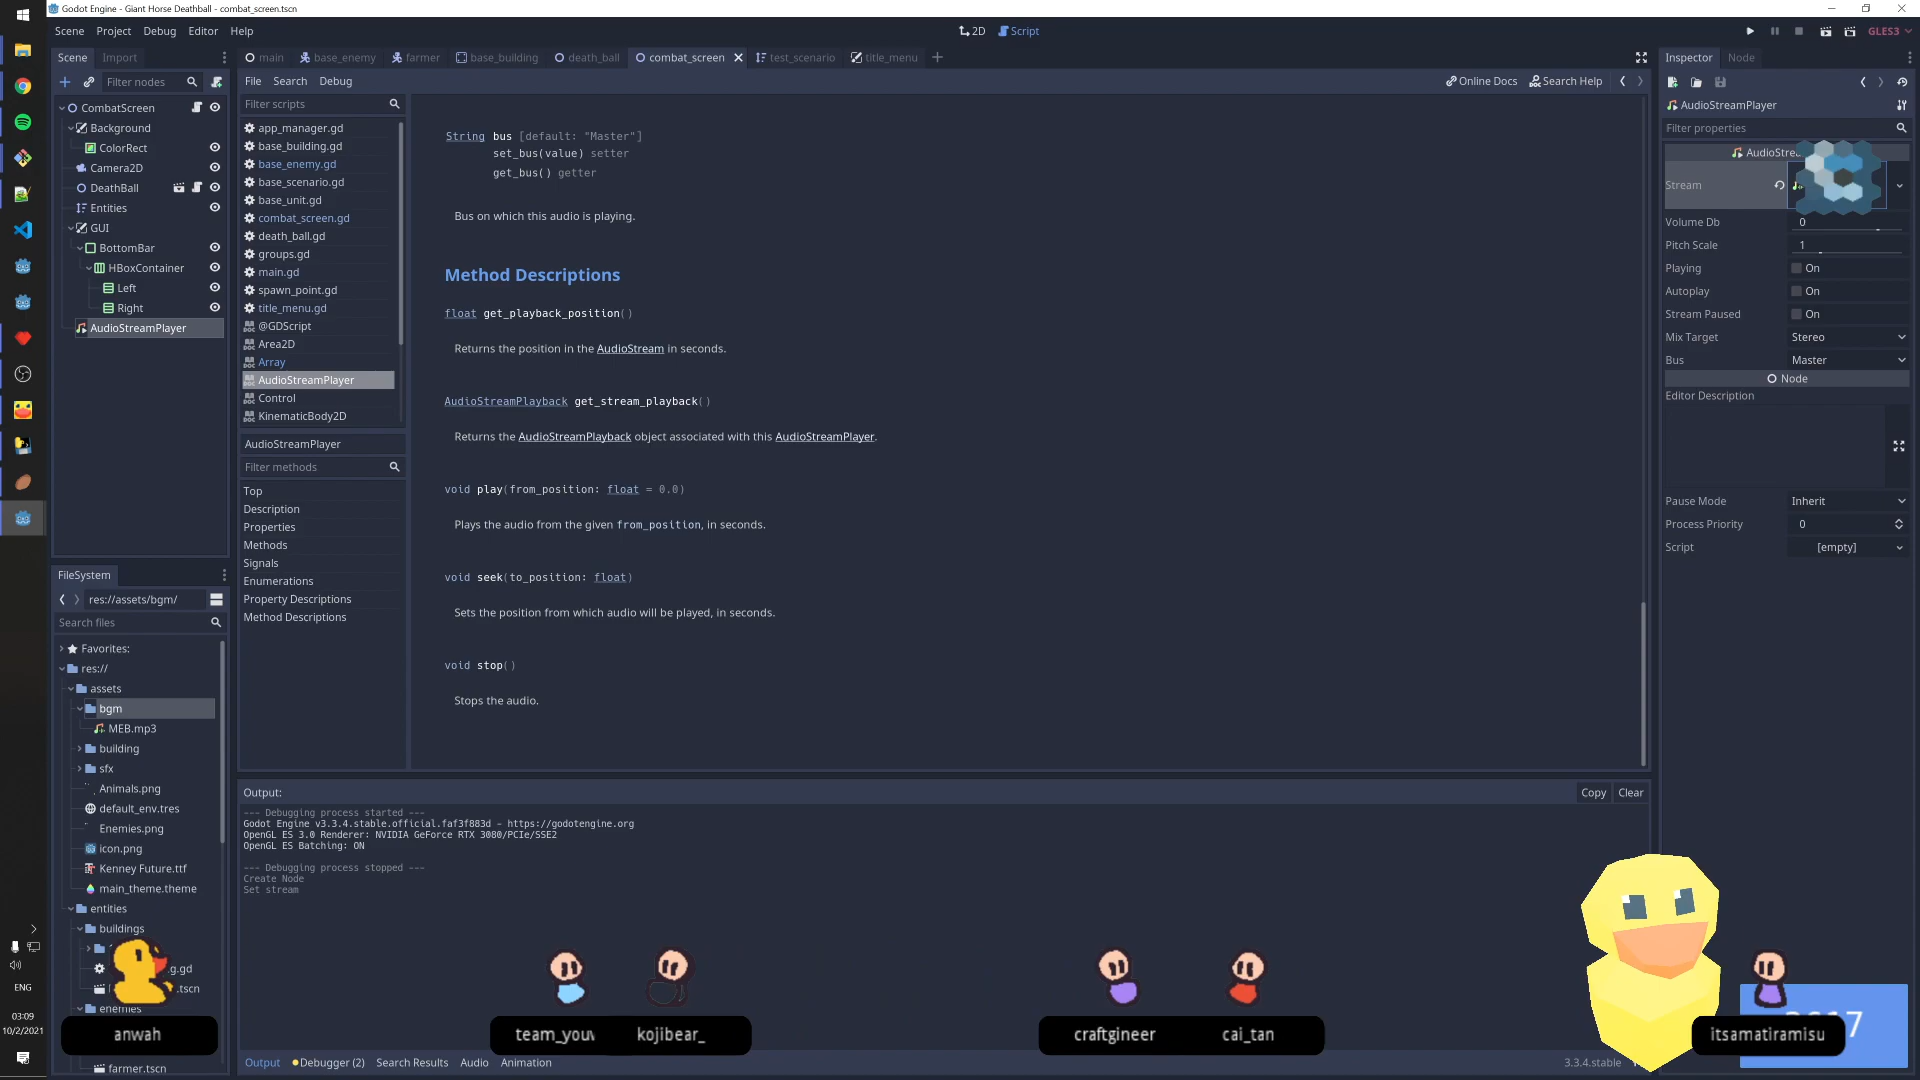 Godot Engine - Giant Horse Deathball - combat_screen.tscn
Scene Project Debug Editor Help
2D Script
GLES3
Scene Import
main base_enemy farmer base_building death_ball combat_screen test_scenario title_menu
Inspector Node
Filter nodes
File Search Debug
Online Docs Search Help
CombatScreen
Background
ColorRect
Camera2D
DeathBall
Entities
GUI
BottomBar
HBoxContainer
Left
Right
AudioStreamPlayer
Filter scripts
app_manager.gd
base_building.gd
base_enemy.gd
base_scenario.gd
base_unit.gd
combat_screen.gd
death_ball.gd
groups.gd
main.gd
spawn_point.gd
title_menu.gd
@GDScript
Area2D
Array
AudioStreamPlayer
Control
KinematicBody2D
AudioStreamPlayer
Filter methods
Top
Description
Properties
Methods
Signals
Enumerations
Property Descriptions
Method Descriptions
String bus [default: "Master"]
set_bus(value) setter
get_bus() getter
Bus on which this audio is playing.
Method Descriptions
float get_playback_position()
Returns the position in the AudioStream in seconds.
AudioStreamPlayback get_stream_playback()
Returns the AudioStreamPlayback object associated with this AudioStreamPlayer.
void play(from_position: float = 0.0)
Plays the audio from the given from_position, in seconds.
void seek(to_position: float)
Sets the position from which audio will be played, in seconds.
void stop()
Stops the audio.
AudioStreamPlayer
Filter properties
AudioStrea
Stream
Volume Db 0
Pitch Scale 1
Playing On
Autoplay On
Stream Paused On
Mix Target Stereo
Bus Master
Node
Editor Description
Pause Mode Inherit
Process Priority 0
Script [empty]
FileSystem
res://assets/bgm/
Search files
Favorites:
res://
assets
bgm
MEB.mp3
building
sfx
Animals.png
default_env.tres
Enemies.png
icon.png
Kenney Future.ttf
main_theme.theme
entities
buildings
g.gd
.tscn
enemies
farmer.tscn
Output:
Copy Clear
--- Debugging process started ---
Godot Engine v3.3.4.stable.official.faf3f883d - https://godotengine.org
OpenGL ES 3.0 Renderer: NVIDIA GeForce RTX 3080/PCIe/SSE2
OpenGL ES Batching: ON
--- Debugging process stopped ---
Create Node
Set stream
Output Debugger (2) Search Results Audio Animation
3.3.4.stable
ENG
03:09
10/2/2021
anwah
team_youw
kojibear_
craftgineer
cai_tan
itsamatiramisu